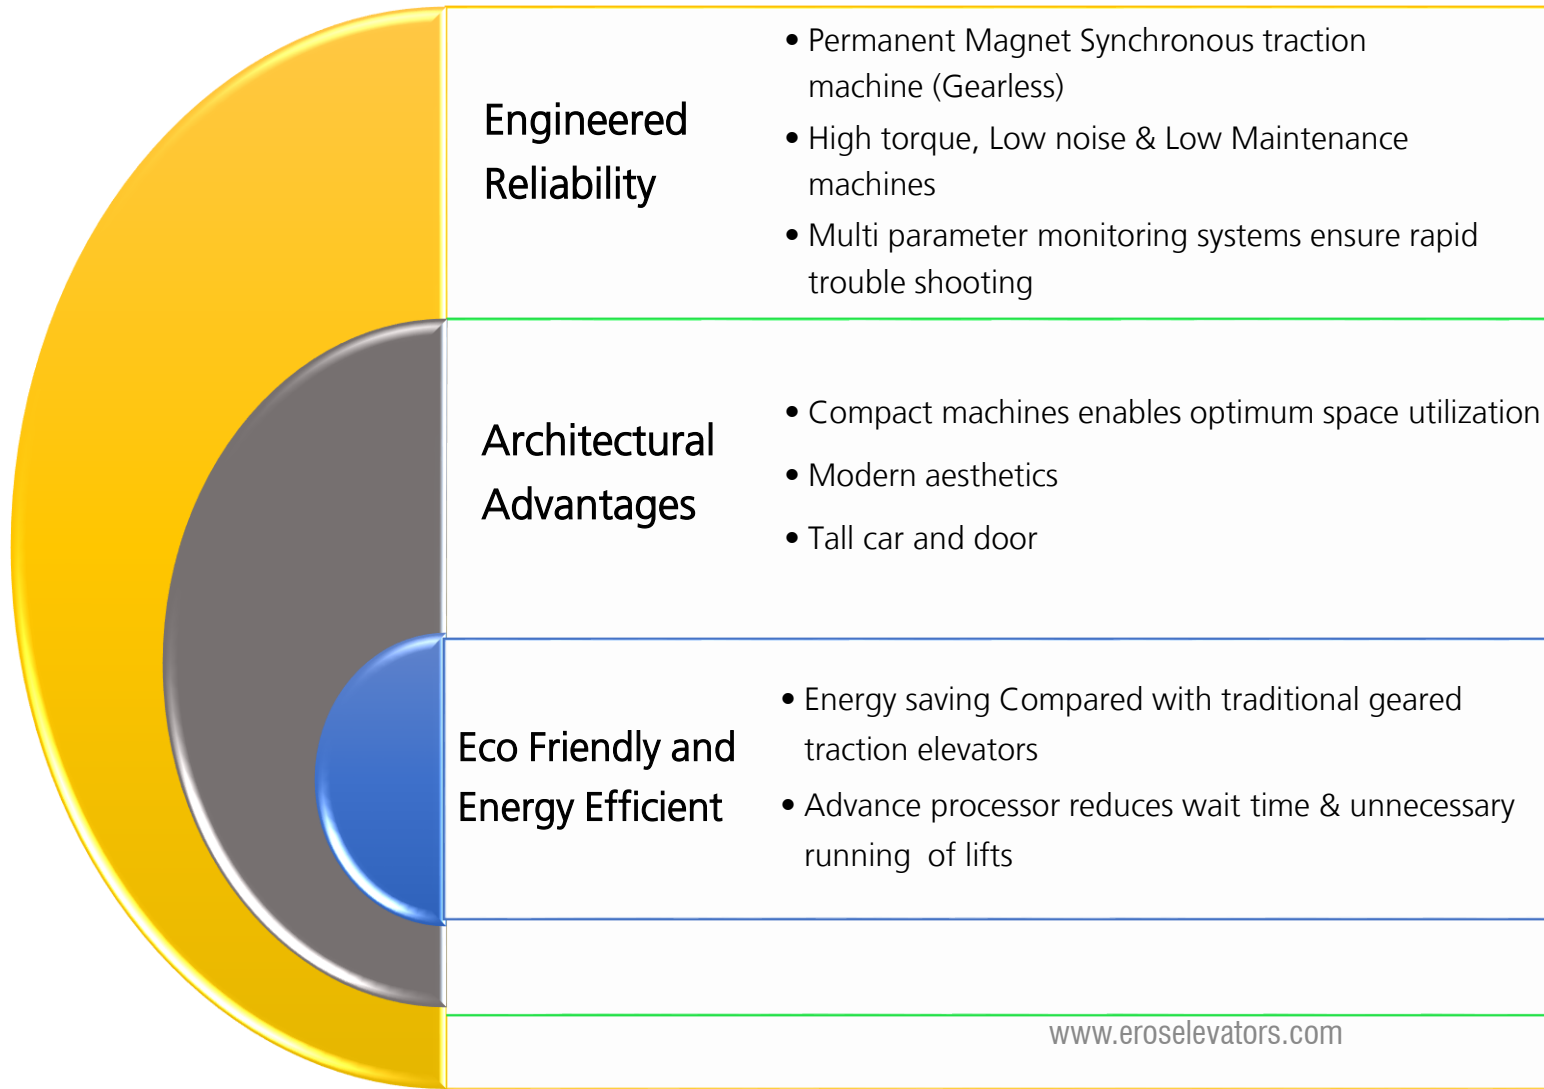 Engineered
Reliability
• Permanent Magnet Synchronous traction
machine (Gearless)
• High torque, Low noise & Low Maintenance
machines
• Multi parameter monitoring systems ensure rapid
trouble shooting
Architectural
Advantages
• Compact machines enables optimum space utilization
• Modern aesthetics
• Tall car and door
Eco Friendly and
Energy Efficient
• Energy saving Compared with traditional geared
traction elevators
• Advance processor reduces wait time & unnecessary
running of lifts
www.eroselevators.com